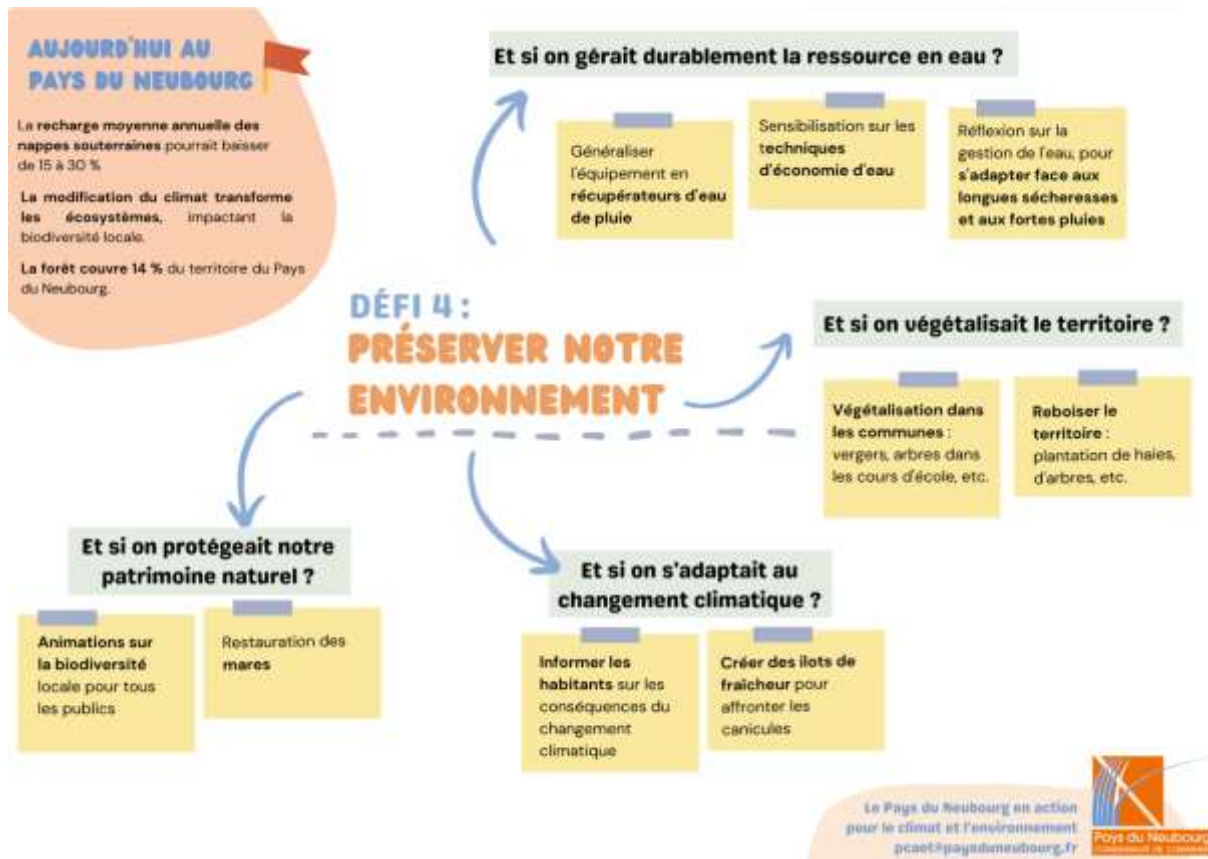 AUJOURD'HUI AU
PAYS DU NEUBOURG
La recharge moyenne annuelle des
nappes souterraines pourrait baisser
de 15 à 30 %
La modification du climat transforme
les écosystèmes, impactant la
biodiversité locale.
La forêt couvre 14 % du territoire du Pays
du Neubourg.
Et si on gérait durablement la ressource en eau ?
Généraliser
l'équipement en
récupérateurs d'eau
de pluie
Sensibilisation sur les
techniques
d'économie d'eau
Réflexion sur la
gestion de l'eau, pour
s'adapter face aux
longues sécheresses
et aux fortes pluies
DÉFI 4 :
PRÉSERVER NOTRE
ENVIRONNEMENT
Et si on végétalisait le territoire ?
Végétalisation dans
les communes :
vergers, arbres dans
les cours d'école, etc.
Reboiser le
territoire :
plantation de haies,
d'arbres, etc.
Et si on protégeait notre
patrimoine naturel ?
Animations sur
la biodiversité
locale pour tous
les publics
Restauration des
mares
Et si on s'adaptait au
changement climatique ?
Informer les
habitants sur les
conséquences du
changement
climatique
Créer des ilots de
fraîcheur pour
affronter les
canicules
Le Pays du Neubourg en action
pour le climat et l'environnement
pcaet@paysduneubourg.fr
Pays du Neubourg